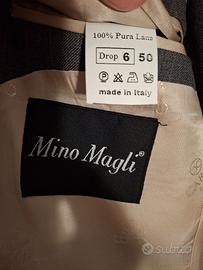 100% Pura Lana
Drop 6 50
made in Italy
Mino Magli®
subito